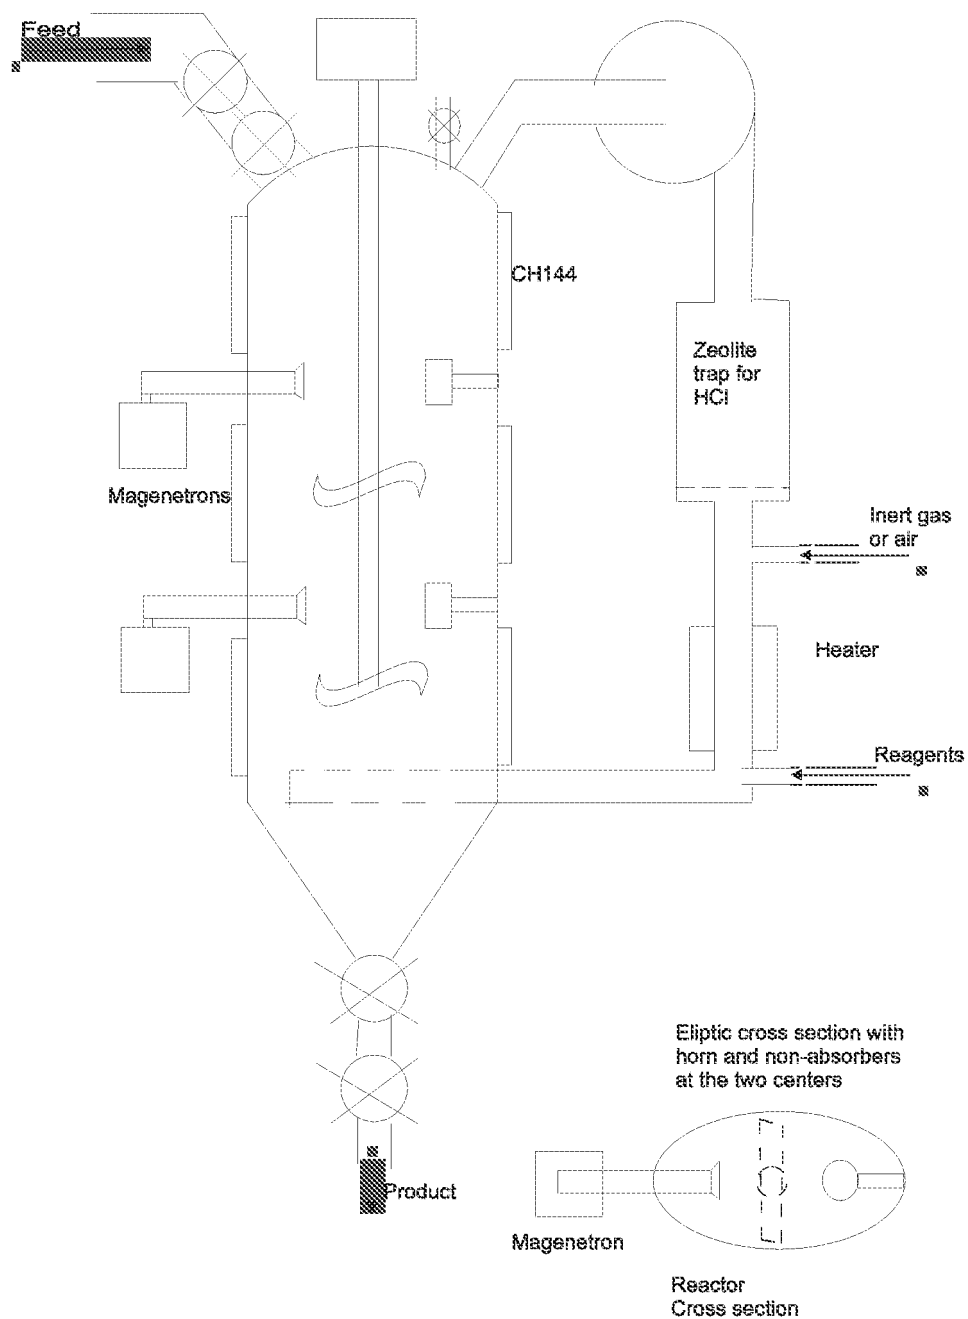 Feed
CH144
Zeolite
trap for
HCl
Magenetrons
Inert gas
or air
Heater
Reagents
Eliptic cross section with
horn and non-absorbers
at the two centers
Product
Magenetron
Reactor
Cross section